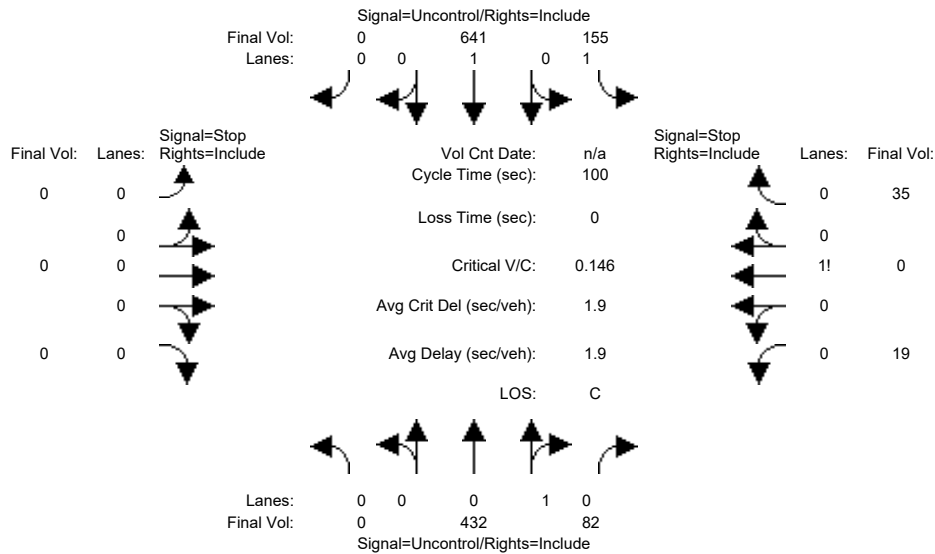 Signal=Uncontrol/Rights=Include
Final Vol: 0 641 155
Lanes: 0 0 1 0 1
Signal=Stop
Final Vol: Lanes: Rights=Include
Vol Cnt Date: n/a
Signal=Stop
Rights=Include Lanes: Final Vol:
Cycle Time (sec): 100
0 0
0 35
Loss Time (sec): 0
0
0
0 0
Critical V/C: 0.146
1! 0
0
Avg Crit Del (sec/veh): 1.9
0
0 0
Avg Delay (sec/veh): 1.9
0 19
LOS: C
Lanes: 0 0 0 1 0
Final Vol: 0 432 82
Signal=Uncontrol/Rights=Include